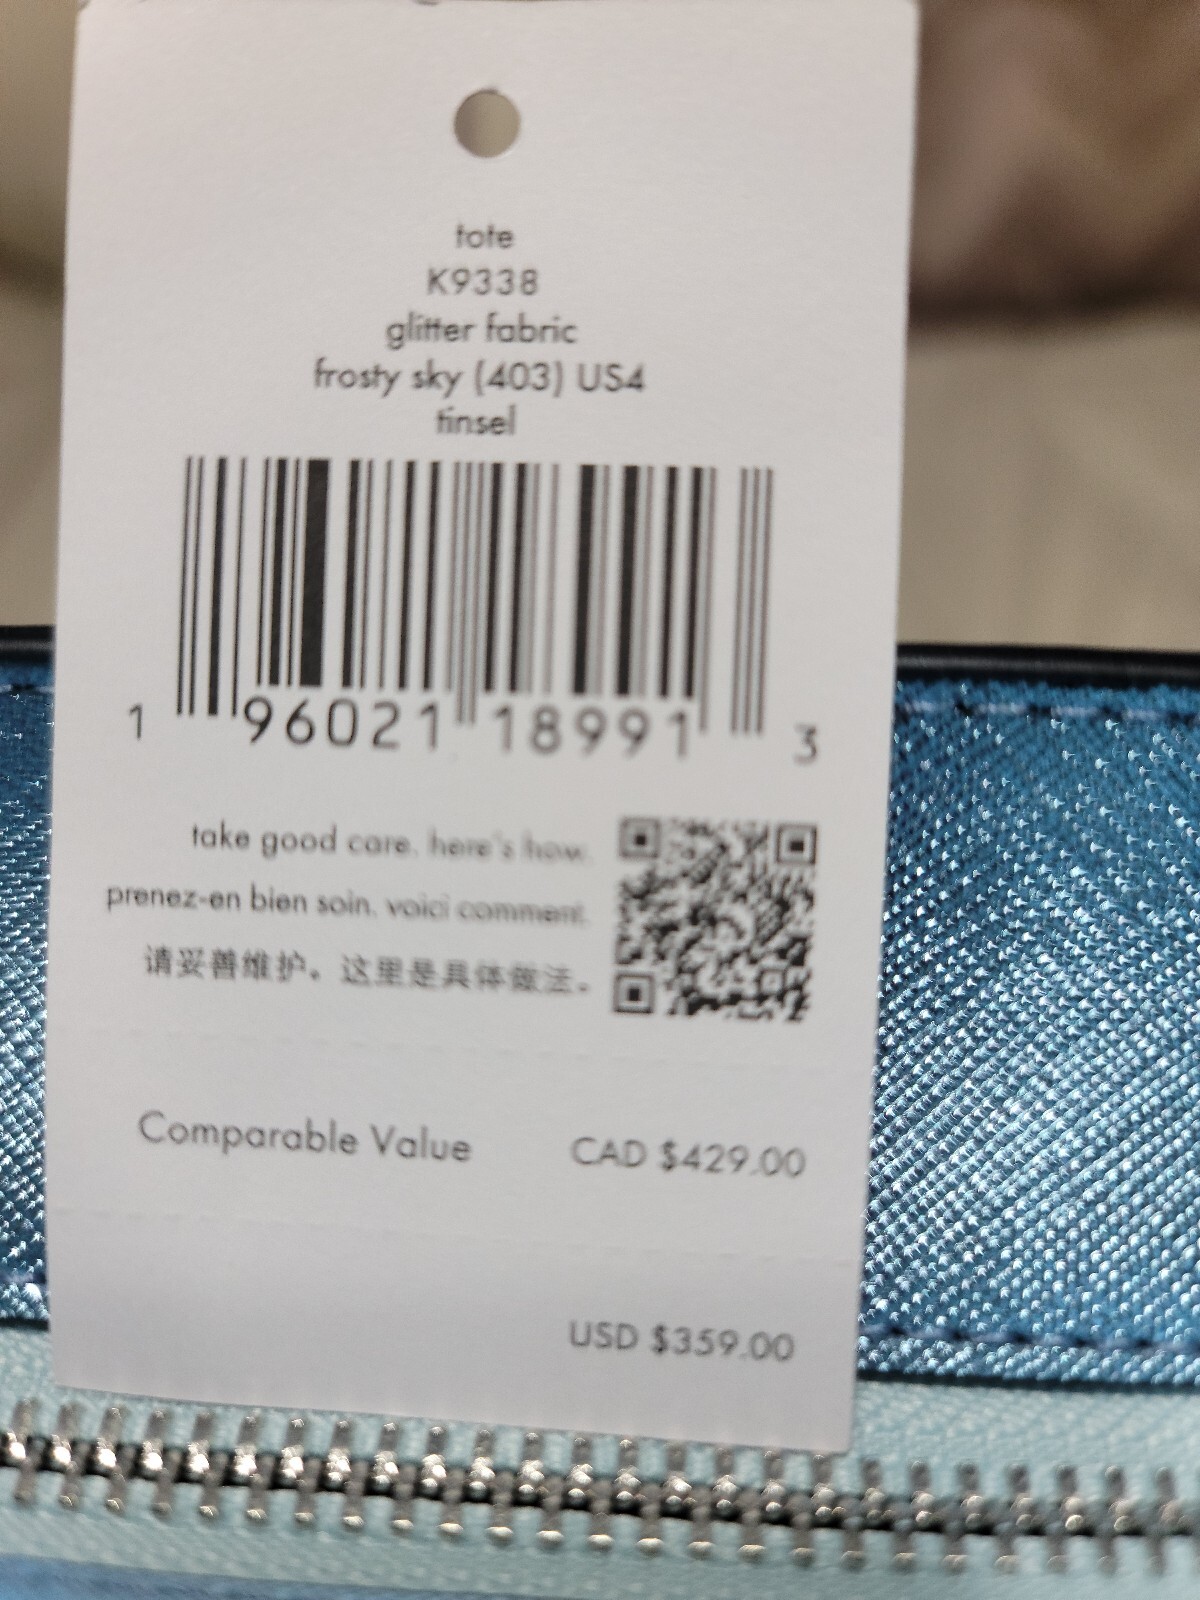 tote
K9338
glitter fabric
frosty sky (403) US4
tinsel
1 96021 18991 3
take good care. here's how.
prenez-en bien soin. voici comment.
请妥善维护。这里是具体做法。
Comparable Value CAD $429.00
USD $359.00